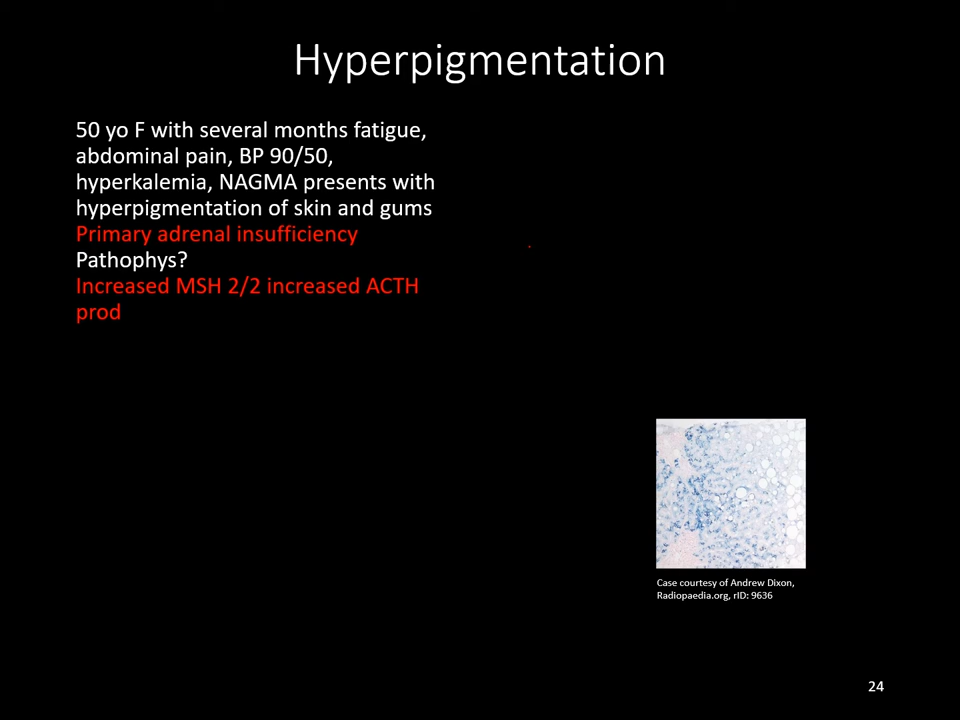 Hyperpigmentation
50 yo F with several months fatigue,
abdominal pain, BP 90/50,
hyperkalemia, NAGMA presents with
hyperpigmentation of skin and gums
Primary adrenal insufficiency
Pathophys?
Increased MSH 2/2 increased ACTH
prod
Case courtesy of Andrew Dixon,
Radiopaedia.org, rID: 9636
24